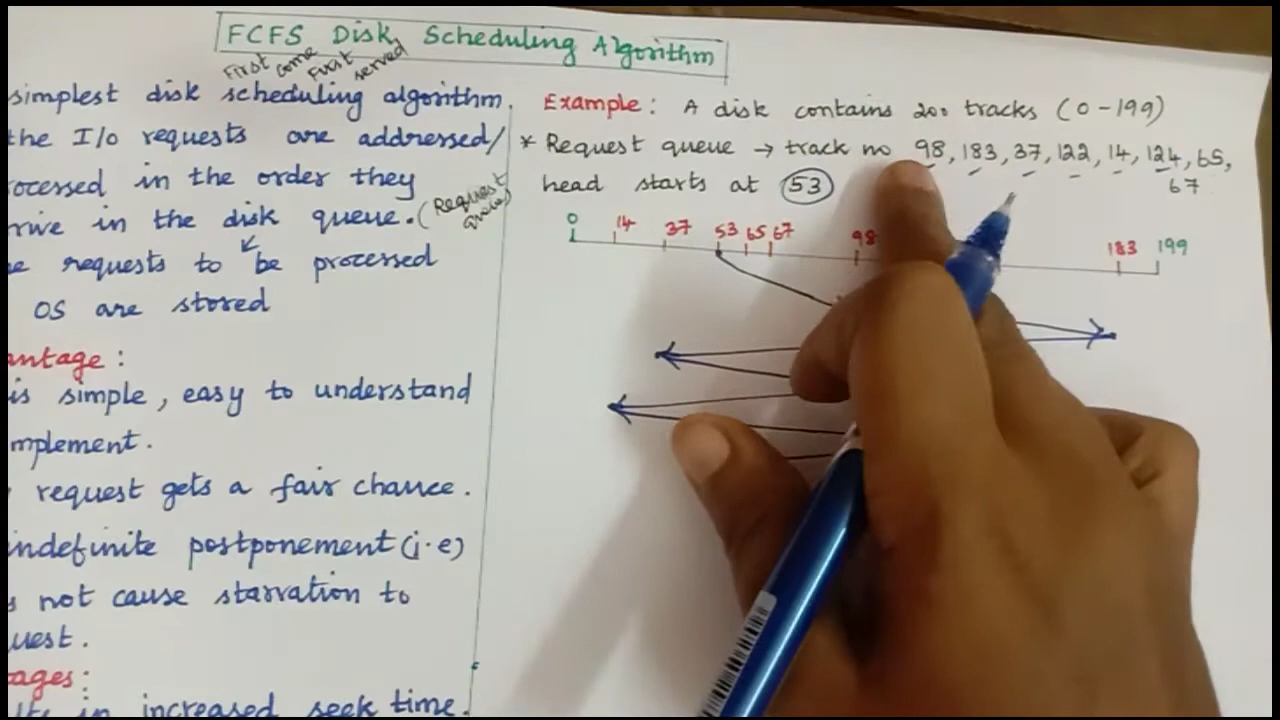 FCFS Disk Scheduling Algorithm
First come First served
simplest disk scheduling algorithm.
the I/o requests are addressed/
ocessed in the order they
rive in the disk queue. (Request queue)
e requests to be processed
OS are stored
antage:
is simple, easy to understand
mplement.
request gets a fair chance.
indefinite postponement (i.e)
s not cause starvation to
quest.
ages:
in increased seek time.
Example: A disk contains 200 tracks (0-199)
* Request queue → track no 98, 183, 37, 122, 14, 124, 65,
67
head starts at 53
0 14 37 53 65 67 98 183 199